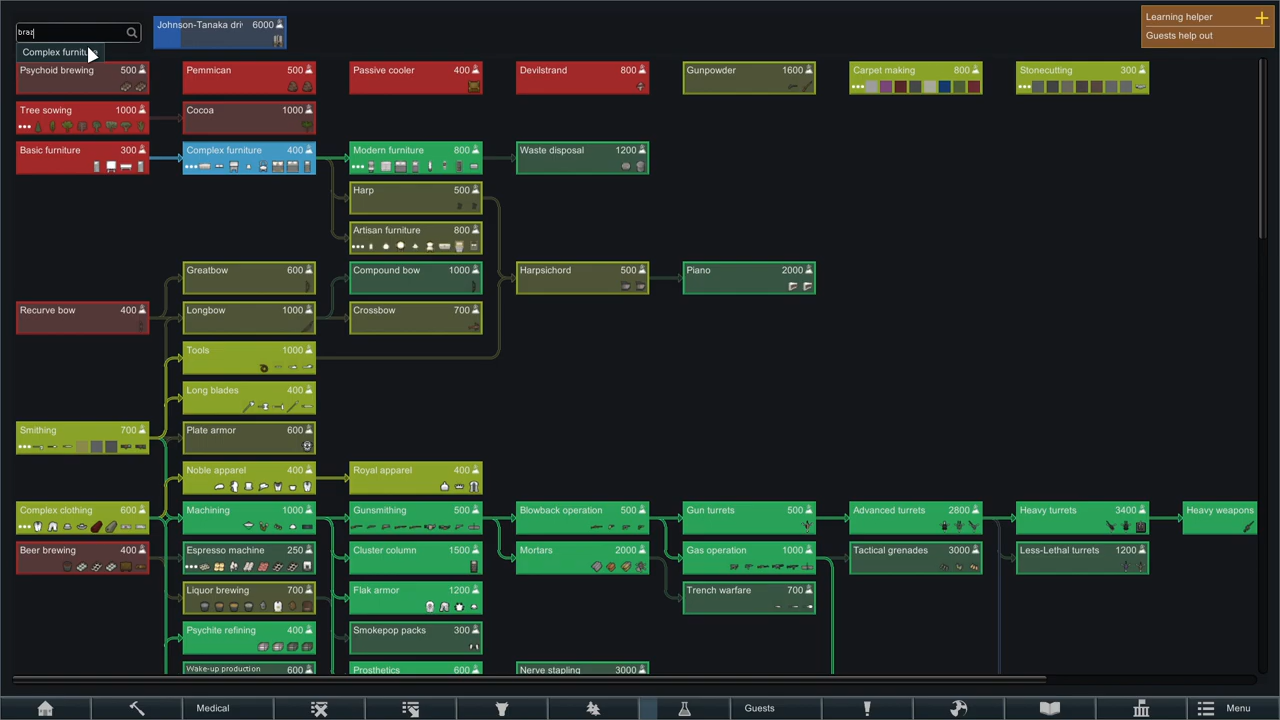 braz
Johnson-Tanaka dri 6000
Learning helper
Guests help out
Complex furniture
Psychoid brewing 500
Pemmican 500
Passive cooler 400
Devilstrand 800
Gunpowder 1600
Carpet making 800
Stonecutting 300
Tree sowing 1000
Cocoa 1000
Basic furniture 300
Complex furniture 400
Modern furniture 800
Waste disposal 1200
Harp 500
Artisan furniture 800
Greatbow 600
Compound bow 1000
Harpsichord 500
Piano 2000
Recurve bow 400
Longbow 1000
Crossbow 700
Tools 1000
Long blades 400
Smithing 700
Plate armor 600
Noble apparel 400
Royal apparel 400
Complex clothing 600
Machining 1000
Gunsmithing 500
Blowback operation 500
Gun turrets 500
Advanced turrets 2800
Heavy turrets 3400
Heavy weapons
Beer brewing 400
Espresso machine 250
Cluster column 1500
Mortars 2000
Gas operation 1000
Tactical grenades 3000
Less-Lethal turrets 1200
Liquor brewing 700
Flak armor 1200
Trench warfare 700
Psychite refining 400
Smokepop packs 300
Wake-up production 600
Prosthetics 600
Nerve stapling 3000
Medical
Guests
Menu